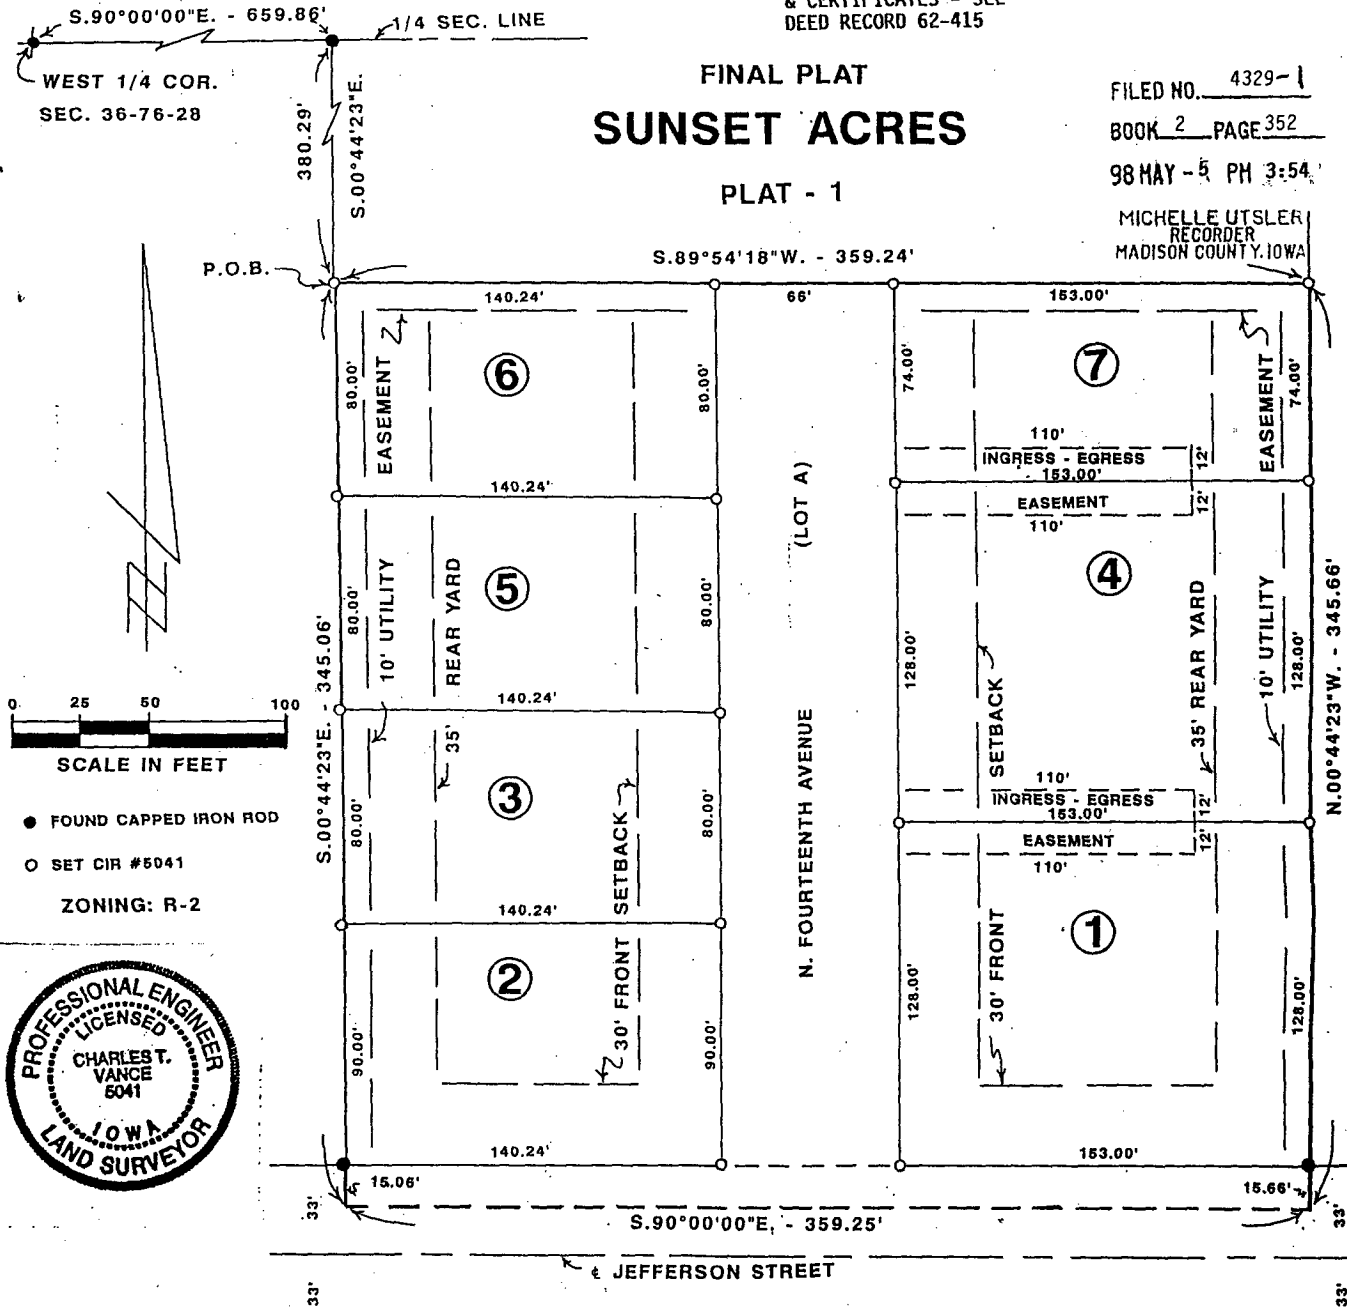 & CERTIFICATES - SEE
DEED RECORD 62-415
S.90°00'00"E. - 659.86'
1/4 SEC. LINE
WEST 1/4 COR.
SEC. 36-76-28
380.29'
S.00°44'23"E.
FINAL PLAT
SUNSET ACRES
PLAT - 1
FILED NO. 4329-1
BOOK 2 PAGE 352
98 MAY -5 PM 3:54
MICHELLE UTSLER
RECORDER
MADISON COUNTY, IOWA
P.O.B.
S.89°54'18"W. - 359.24'
140.24'
66'
153.00'
80.00'
EASEMENT
6
80.00'
74.00'
7
EASEMENT
74.00'
110'
INGRESS - EGRESS
12'
153.00'
140.24'
EASEMENT
12'
110'
(LOT A)
80.00'
10' UTILITY
35' REAR YARD
5
80.00'
128.00'
4
SETBACK
35' REAR YARD
10' UTILITY
128.00'
N.00°44'23"W. - 345.66'
S.00°44'23"E. - 345.06'
140.24'
0 25 50 100
SCALE IN FEET
FOUND CAPPED IRON ROD
SET CIR #5041
ZONING: R-2
80.00'
3
30' FRONT SETBACK
80.00'
N. FOURTEENTH AVENUE
110'
INGRESS - EGRESS
12'
153.00'
EASEMENT
12'
110'
140.24'
2
90.00'
90.00'
128.00'
30' FRONT
1
128.00'
PROFESSIONAL ENGINEER
LICENSED
CHARLES T.
VANCE
5041
IOWA
LAND SURVEYOR
140.24'
153.00'
15.06'
15.66'
33'
33'
S.90°00'00"E. - 359.25'
℄ JEFFERSON STREET
33'
33'